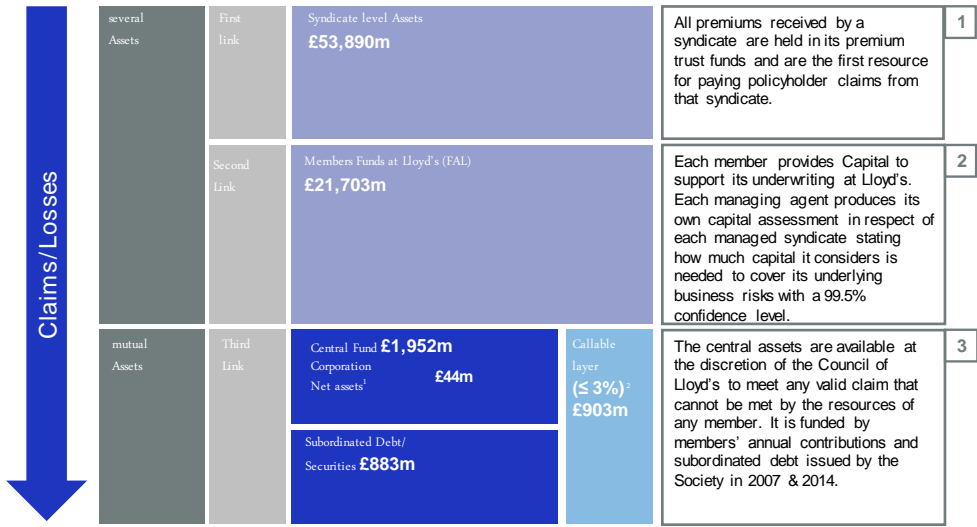 Claims/Losses
several
Assets
First
link
Syndicate level Assets
£53,890m
All premiums received by a
syndicate are held in its premium
trust funds and are the first resource
for paying policyholder claims from
that syndicate.
1
Second
Link
Members Funds at Lloyd's (FAL)
£21,703m
Each member provides Capital to
support its underwriting at Lloyd's.
Each managing agent produces its
own capital assessment in respect of
each managed syndicate stating
how much capital it considers is
needed to cover its underlying
business risks with a 99.5%
confidence level.
2
mutual
Assets
Third
Link
Central Fund £1,952m
Corporation
Net assets¹ £44m
Subordinated Debt/
Securities £883m
Callable
layer
(≤ 3%)²
£903m
The central assets are available at
the discretion of the Council of
Lloyd's to meet any valid claim that
cannot be met by the resources of
any member. It is funded by
members' annual contributions and
subordinated debt issued by the
Society in 2007 & 2014.
3